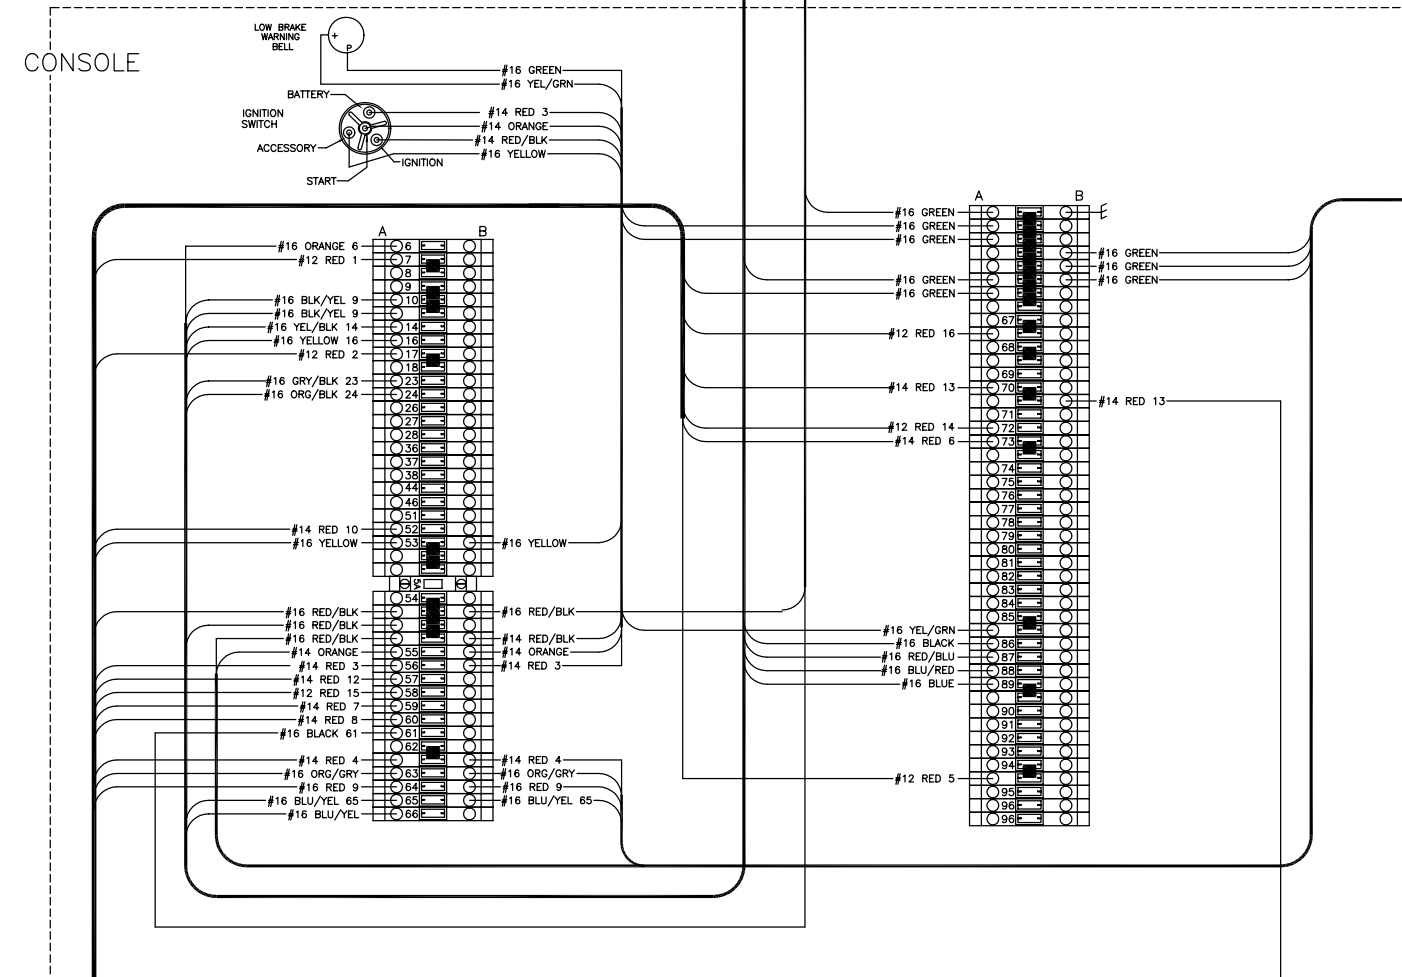 CONSOLE
LOW BRAKE
WARNING
BELL
+
P
#16 GREEN
#16 YEL/GRN
BATTERY
IGNITION
SWITCH
ACCESSORY
START
IGNITION
#14 RED 3
#14 ORANGE
#14 RED/BLK
#16 YELLOW
A
B
#16 ORANGE 6
6
#12 RED 1
7
8
9
#16 BLK/YEL 9
10
#16 BLK/YEL 9
#16 YEL/BLK 14
14
#16 YELLOW 16
16
#12 RED 2
17
18
#16 GRY/BLK 23
23
#16 ORG/BLK 24
24
26
27
28
36
37
38
44
46
51
#14 RED 10
52
#16 YELLOW
53
#16 YELLOW
5A
54
#16 RED/BLK
#16 RED/BLK
#16 RED/BLK
#16 RED/BLK
#14 RED/BLK
#14 ORANGE
55
#14 ORANGE
#14 RED 3
56
#14 RED 3
#14 RED 12
57
#12 RED 15
58
#14 RED 7
59
#14 RED 8
60
#16 BLACK 61
61
62
#14 RED 4
#14 RED 4
#16 ORG/GRY
63
#16 ORG/GRY
#16 RED 9
64
#16 RED 9
#16 BLU/YEL 65
65
#16 BLU/YEL 65
#16 BLU/YEL
66
A
B
#16 GREEN
#16 GREEN
#16 GREEN
#16 GREEN
#16 GREEN
#16 GREEN
#16 GREEN
#16 GREEN
67
#12 RED 16
68
69
#14 RED 13
70
#14 RED 13
71
#12 RED 14
72
#14 RED 6
73
74
75
76
77
78
79
80
81
82
83
84
85
#16 YEL/GRN
#16 BLACK
86
#16 RED/BLU
87
#16 BLU/RED
88
#16 BLUE
89
90
91
92
93
94
#12 RED 5
95
96
96